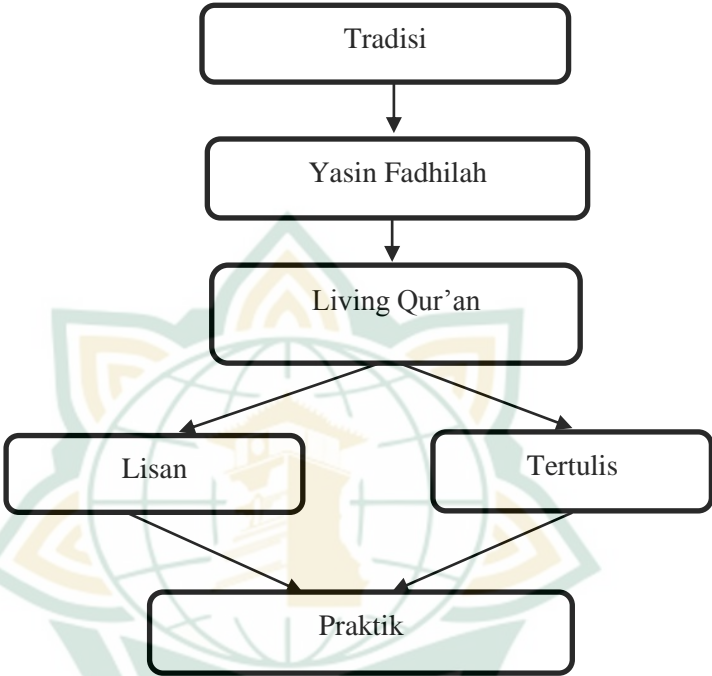 Tradisi
Yasin Fadhilah
Living Qur’an
Lisan
Tertulis
Praktik